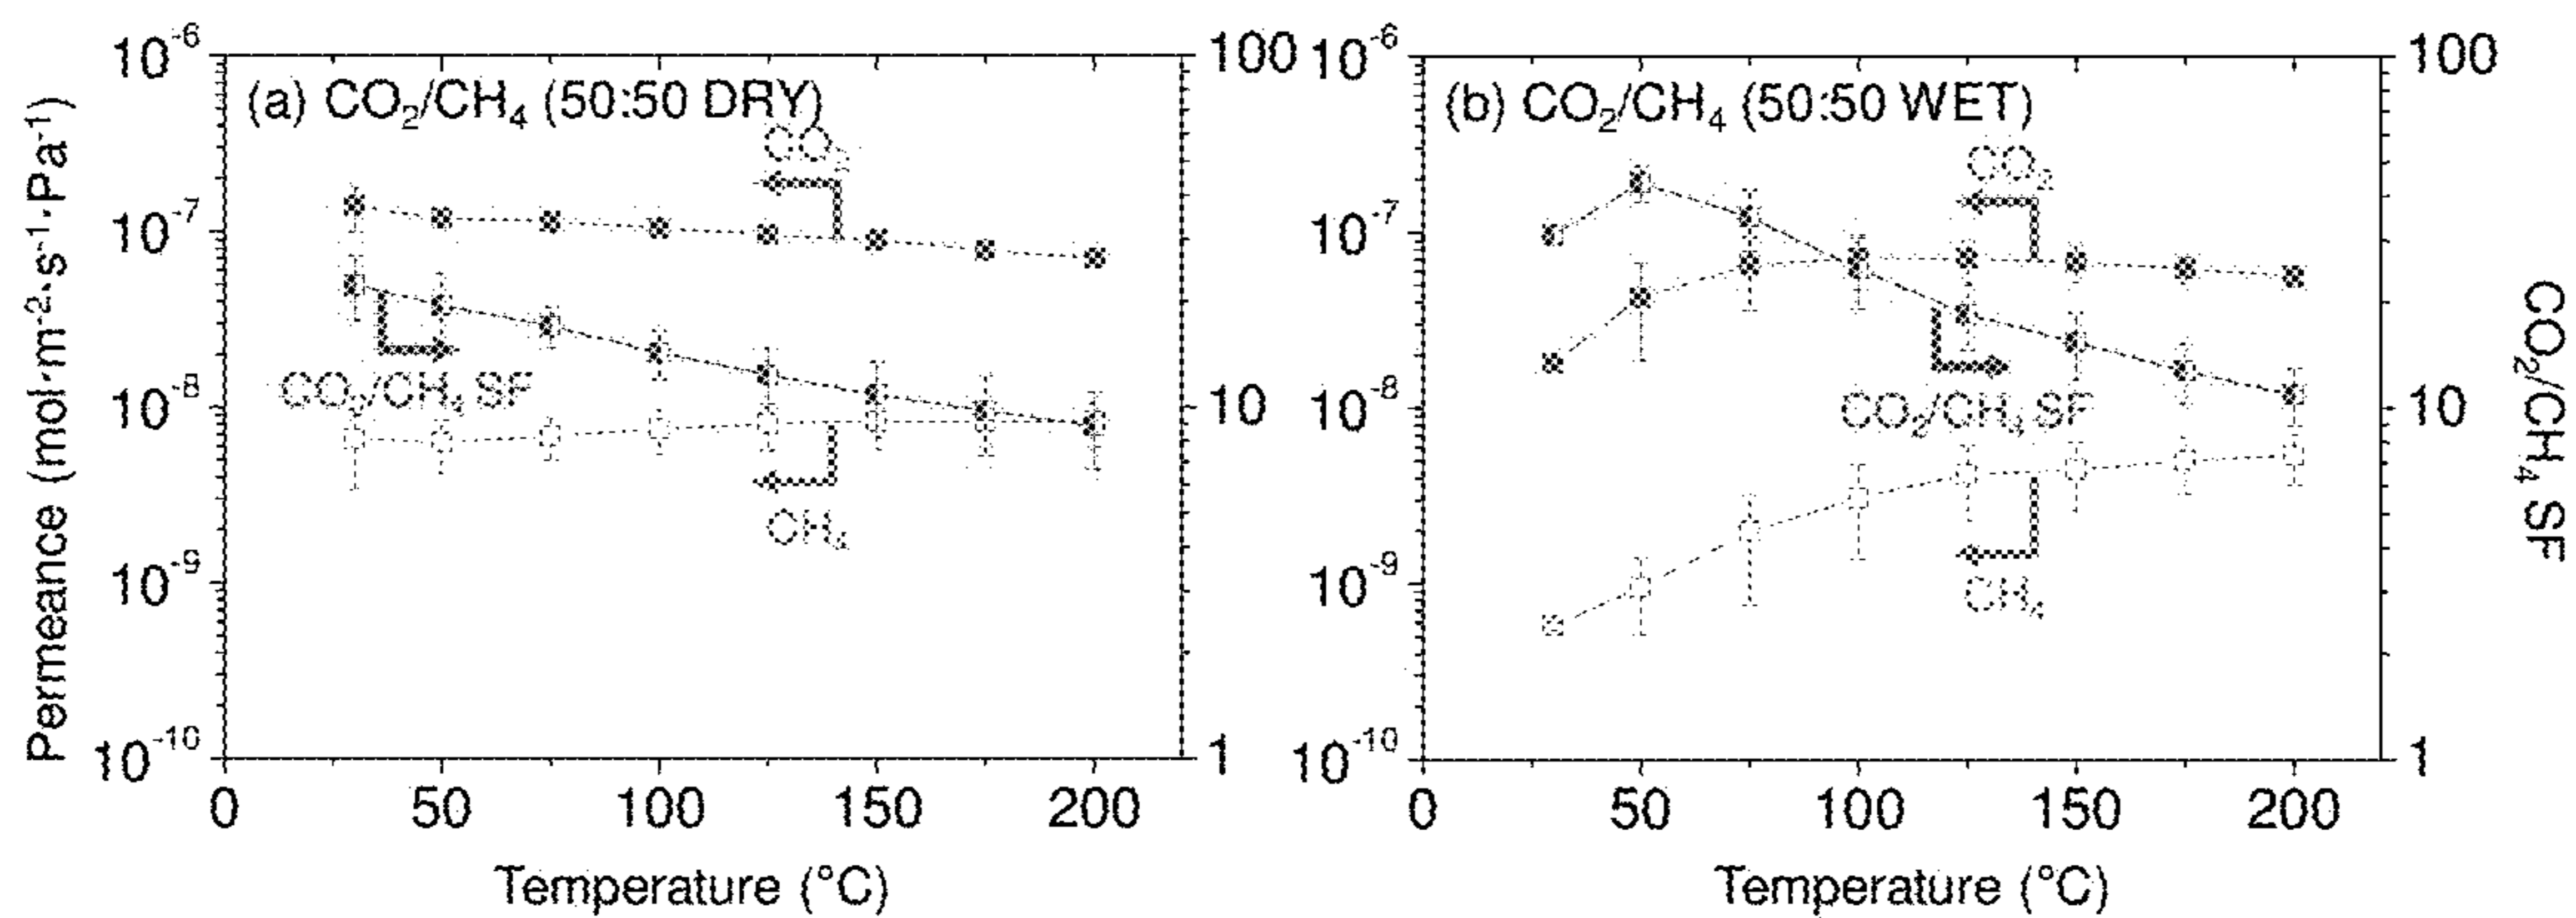 Permeance (mol·m⁻²·s⁻¹·Pa⁻¹)
10⁻⁶
10⁻⁷
10⁻⁸
10⁻⁹
10⁻¹⁰
(a) CO₂/CH₄ (50:50 DRY)
CO₂
CO₂/CH₄ SF
CH₄
100
10
1
0
50
100
150
200
Temperature (°C)
10⁻⁶
10⁻⁷
10⁻⁸
10⁻⁹
10⁻¹⁰
(b) CO₂/CH₄ (50:50 WET)
CO₂
CO₂/CH₄ SF
CH₄
100
10
1
0
50
100
150
200
Temperature (°C)
CO₂/CH₄ SF